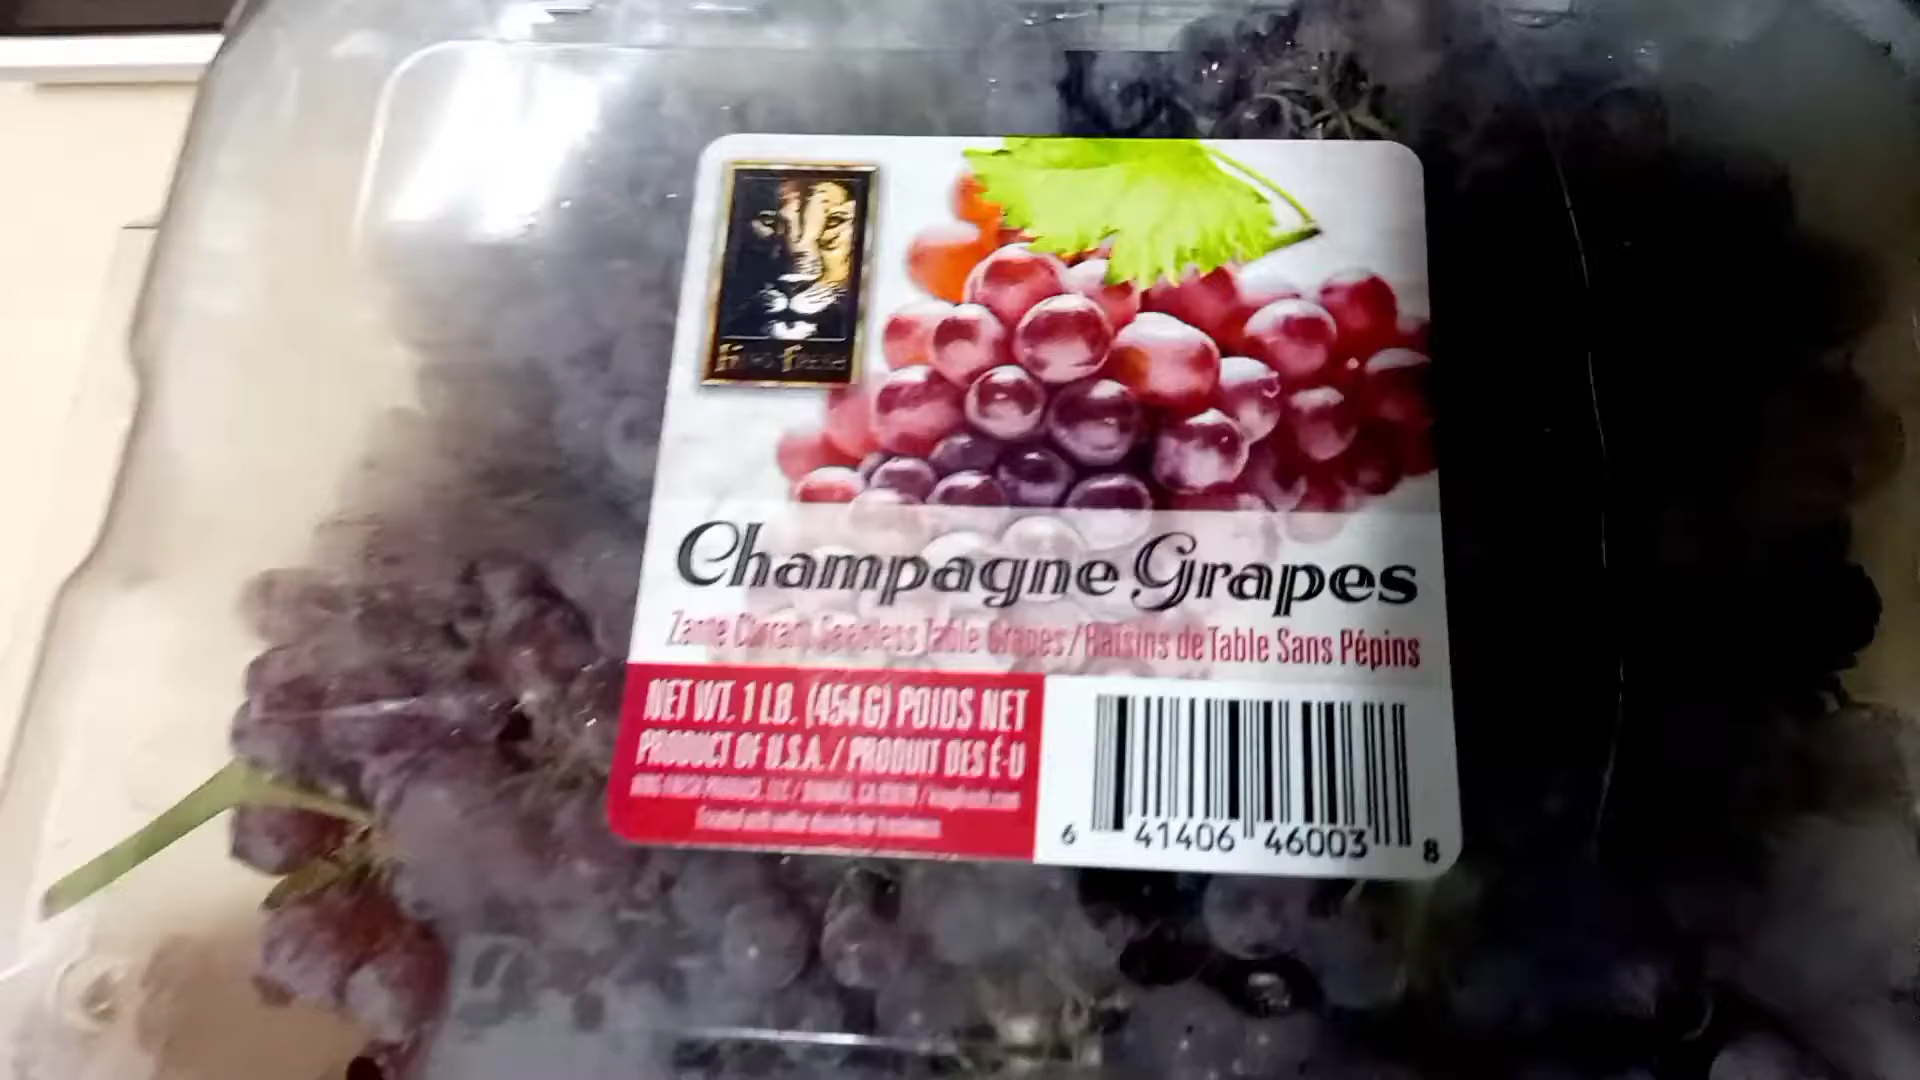 Champagne Grapes
Zante Currant Seedless Table Grapes/Raisins de Table Sans Pépins
NET WT. 1 LB. (454G) POIDS NET
PRODUCT OF U.S.A. / PRODUIT DES É-U
6 41406 46003 8